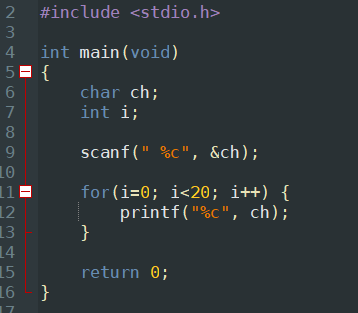 2 #include <stdio.h>
3
4 int main(void)
5 {
6     char ch;
7     int i;
8
9     scanf(" %c", &ch);
10
11     for(i=0; i<20; i++) {
12         printf("%c", ch);
13     }
14
15     return 0;
16 }
17